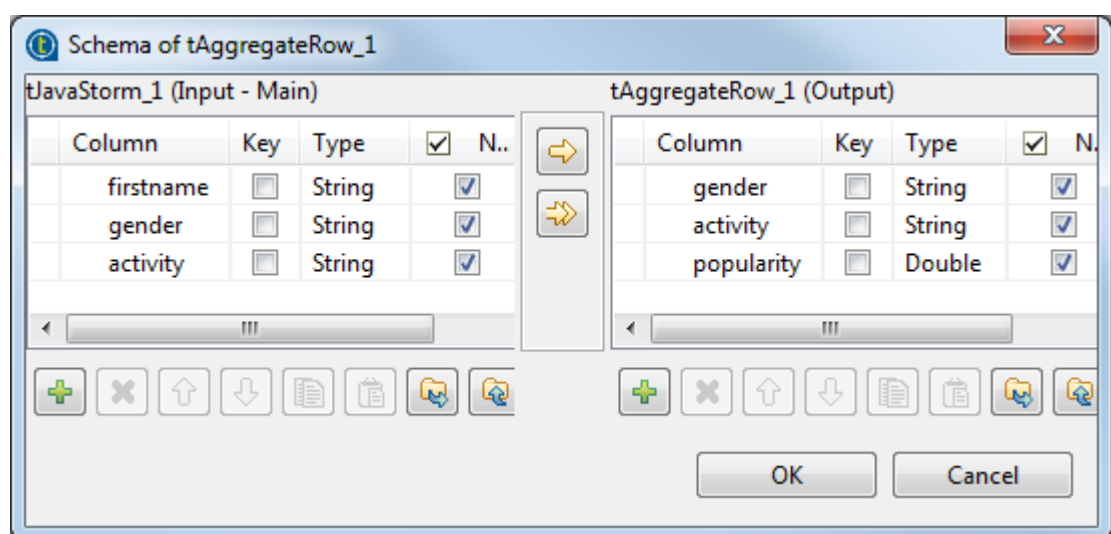 Schema of tAggregateRow_1
tJavaStorm_1 (Input - Main)
Column Key Type N..
firstname String
gender String
activity String
tAggregateRow_1 (Output)
Column Key Type N.
gender String
activity String
popularity Double
OK Cancel